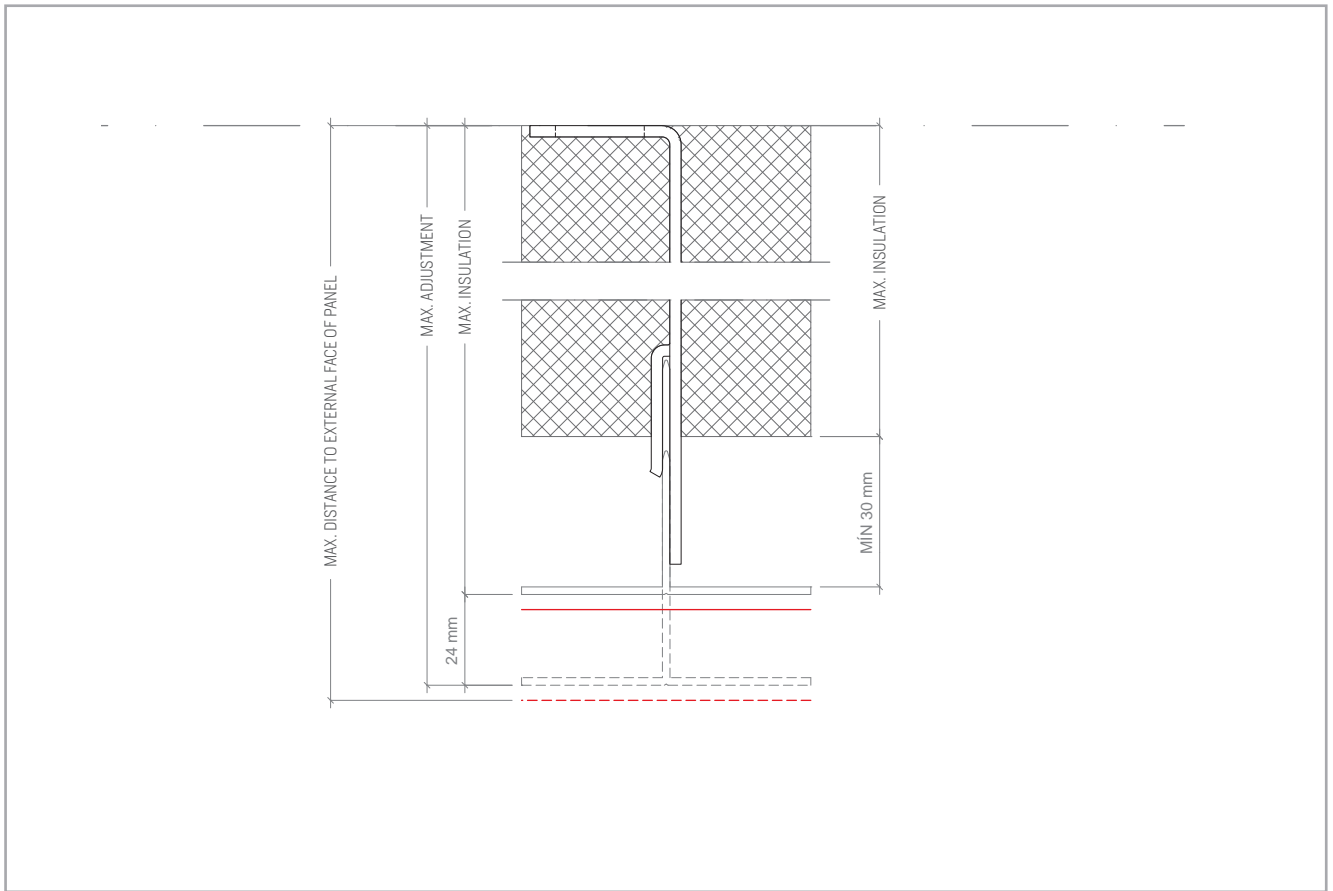 MAX. DISTANCE TO EXTERNAL FACE OF PANEL
MAX. ADJUSTMENT
MAX. INSULATION
24 mm
MAX. INSULATION
MÍN 30 mm